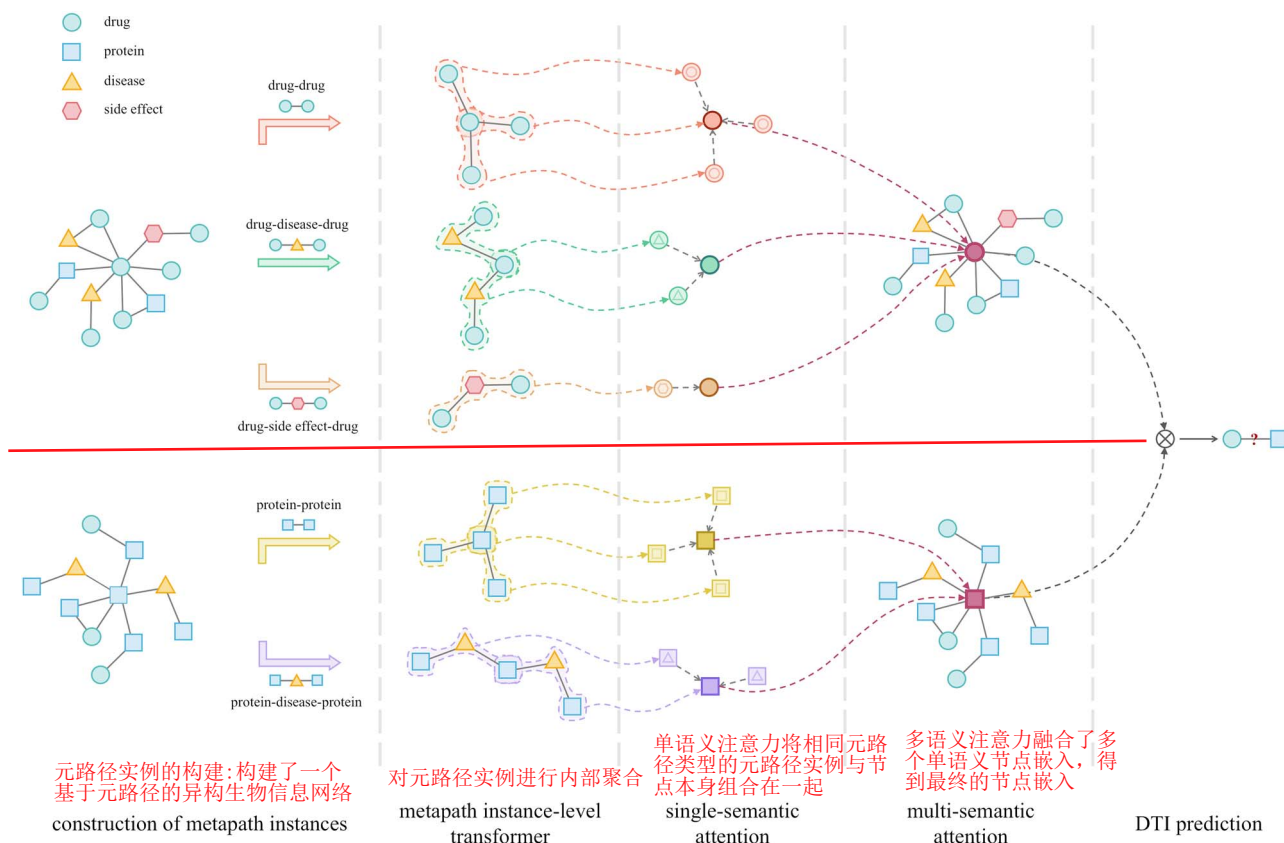 drug
protein
disease
side effect
drug-drug
drug-disease-drug
drug-side effect-drug
?
protein-protein
protein-disease-protein
元路径实例的构建:构建了一个
基于元路径的异构生物信息网络
对元路径实例进行内部聚合
单语义注意力将相同元路
径类型的元路径实例与节
点本身组合在一起
多语义注意力融合了多
个单语义节点嵌入，得
到最终的节点嵌入
construction of metapath instances
metapath instance-level
transformer
single-semantic
attention
multi-semantic
attention
DTI prediction